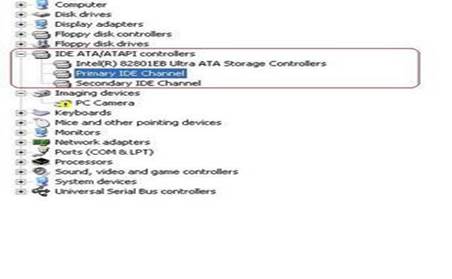 Computer
Disk drives
Display adapters
Floppy disk controllers
Floppy disk drives
IDE ATA/ATAPI controllers
Intel(R) 82801EB Ultra ATA Storage Controllers
Primary IDE Channel
Secondary IDE Channel
Imaging devices
PC Camera
Keyboards
Mice and other pointing devices
Monitors
Network adapters
Ports (COM & LPT)
Processors
Sound, video and game controllers
System devices
Universal Serial Bus controllers